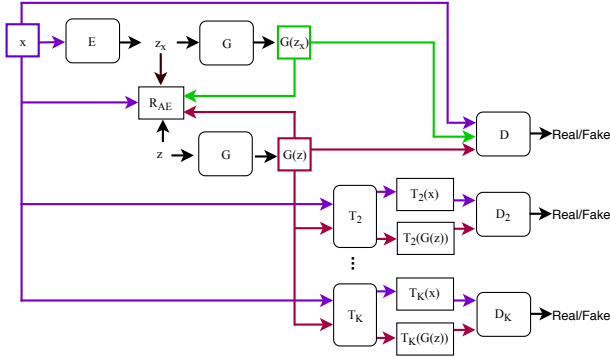 x
E
z_x
G
G(z_x)
R_AE
z
G
G(z)
D
Real/Fake
T_2
T_2(x)
T_2(G(z))
D_2
Real/Fake
...
T_K
T_K(x)
T_K(G(z))
D_K
Real/Fake